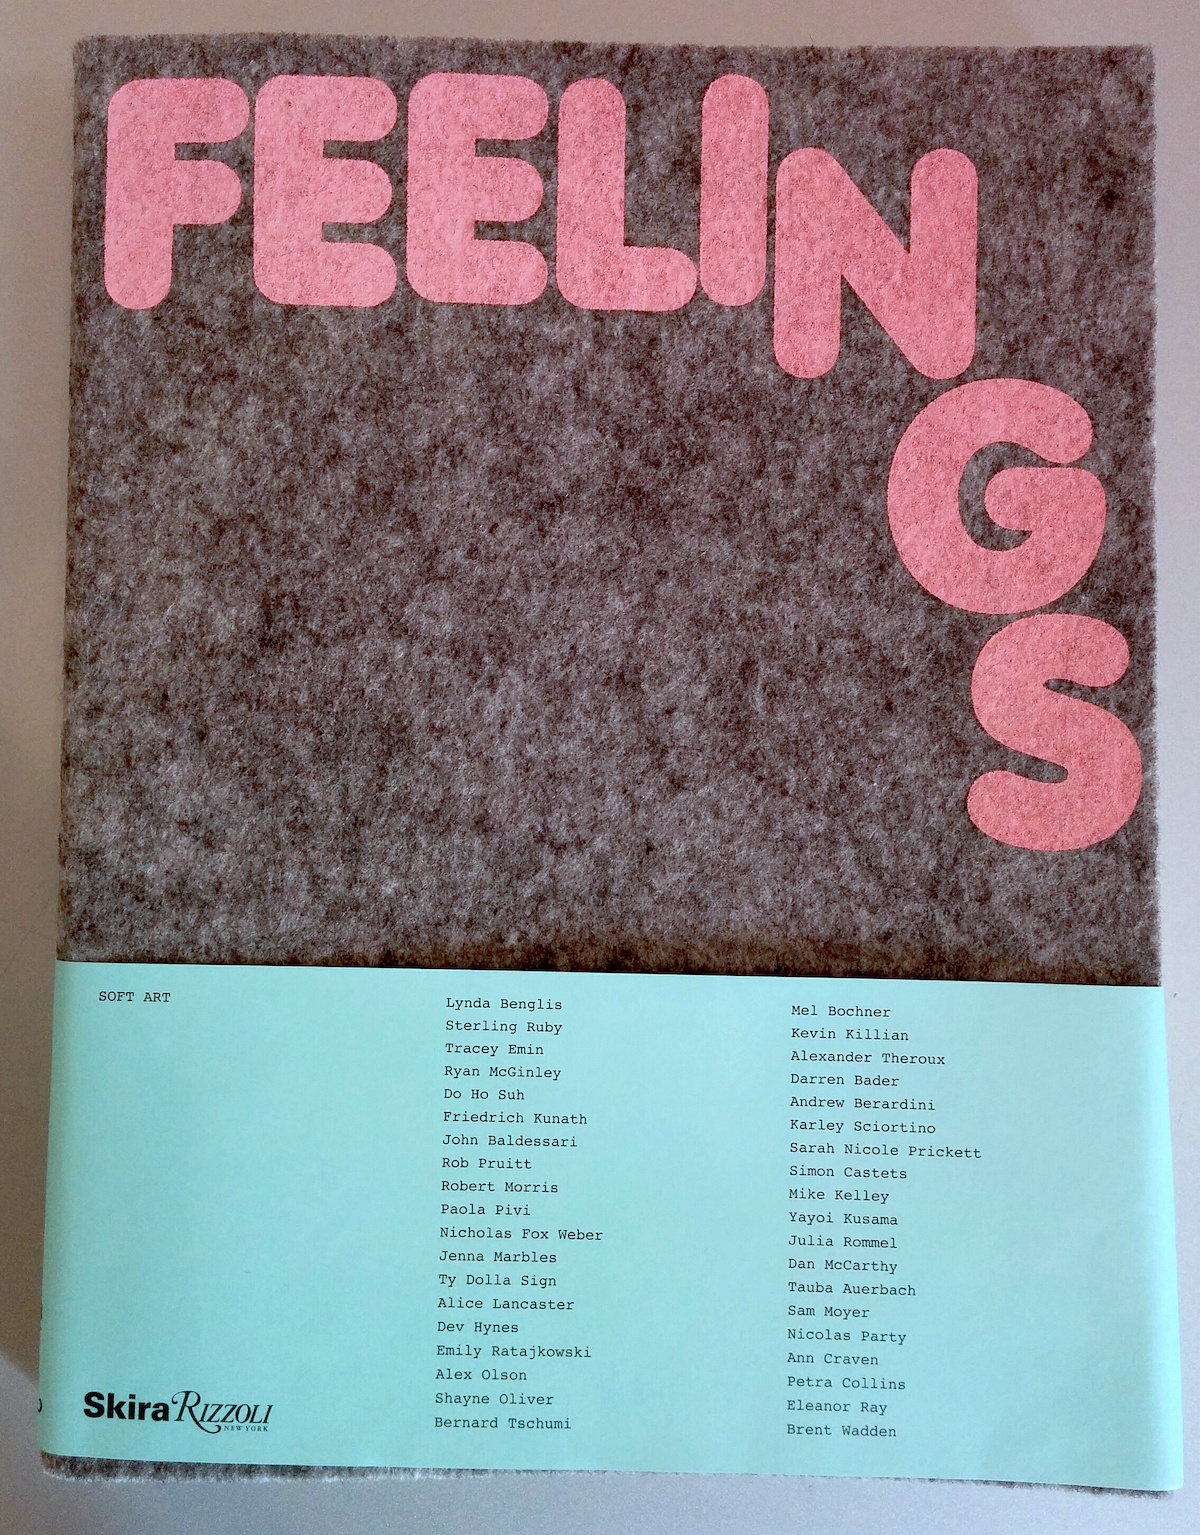 FEELINGS
SOFT ART
Lynda Benglis
Sterling Ruby
Tracey Emin
Ryan McGinley
Do Ho Suh
Friedrich Kunath
John Baldessari
Rob Pruitt
Robert Morris
Paola Pivi
Nicholas Fox Weber
Jenna Marbles
Ty Dolla Sign
Alice Lancaster
Dev Hynes
Emily Ratajkowski
Alex Olson
Shayne Oliver
Bernard Tschumi
Mel Bochner
Kevin Killian
Alexander Theroux
Darren Bader
Andrew Berardini
Karley Sciortino
Sarah Nicole Prickett
Simon Castets
Mike Kelley
Yayoi Kusama
Julia Rommel
Dan McCarthy
Tauba Auerbach
Sam Moyer
Nicolas Party
Ann Craven
Petra Collins
Eleanor Ray
Brent Wadden
Skira RIZZOLI
NEW YORK